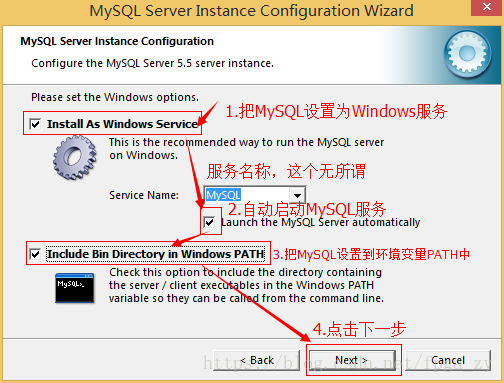 MySQL Server Instance Configuration Wizard
MySQL Server Instance Configuration
Configure the MySQL Server 5.5 server instance.
Please set the Windows options.
1.把MySQL设置为Windows服务
Install As Windows Service
This is the recommended way to run the MySQL server
on Windows.
服务名称，这个无所谓
Service Name:
MySQL
2.自动启动MySQL服务
Launch the MySQL Server automatically
Include Bin Directory in Windows PATH
3.把MySQL设置到环境变量PATH中
Check this option to include the directory containing
the server / client executables in the Windows PATH
variable so they can be called from the command line.
MySQL>
4.点击下一步
< Back
Next >
Cancel